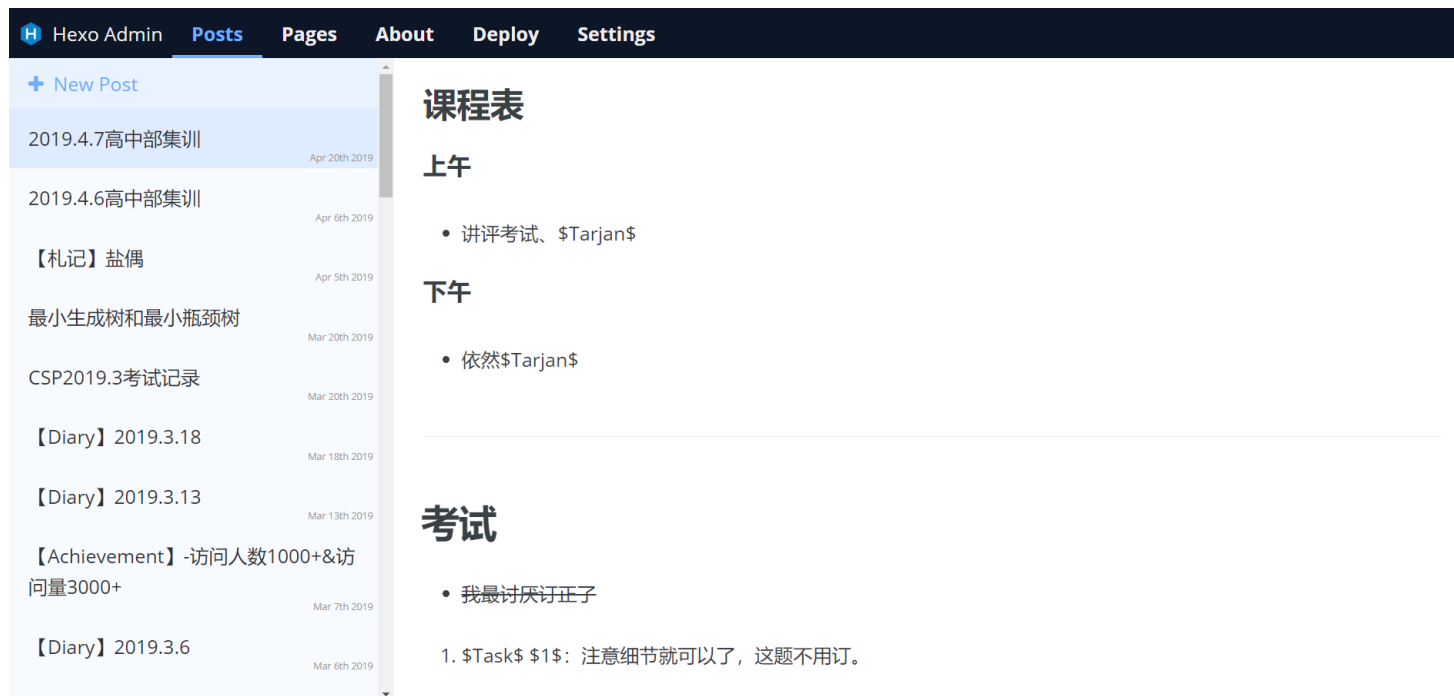 Hexo Admin Posts Pages About Deploy Settings
+ New Post
2019.4.7高中部集训
Apr 20th 2019
2019.4.6高中部集训
Apr 6th 2019
【札记】盐偶
Apr 5th 2019
最小生成树和最小瓶颈树
Mar 20th 2019
CSP2019.3考试记录
Mar 20th 2019
【Diary】2019.3.18
Mar 18th 2019
【Diary】2019.3.13
Mar 13th 2019
【Achievement】-访问人数1000+&访
问量3000+
Mar 7th 2019
【Diary】2019.3.6
Mar 6th 2019
课程表
上午
• 讲评考试、$Tarjan$
下午
• 依然$Tarjan$
考试
• 我最讨厌订正了
1. $Task$ $1$：注意细节就可以了，这题不用订。